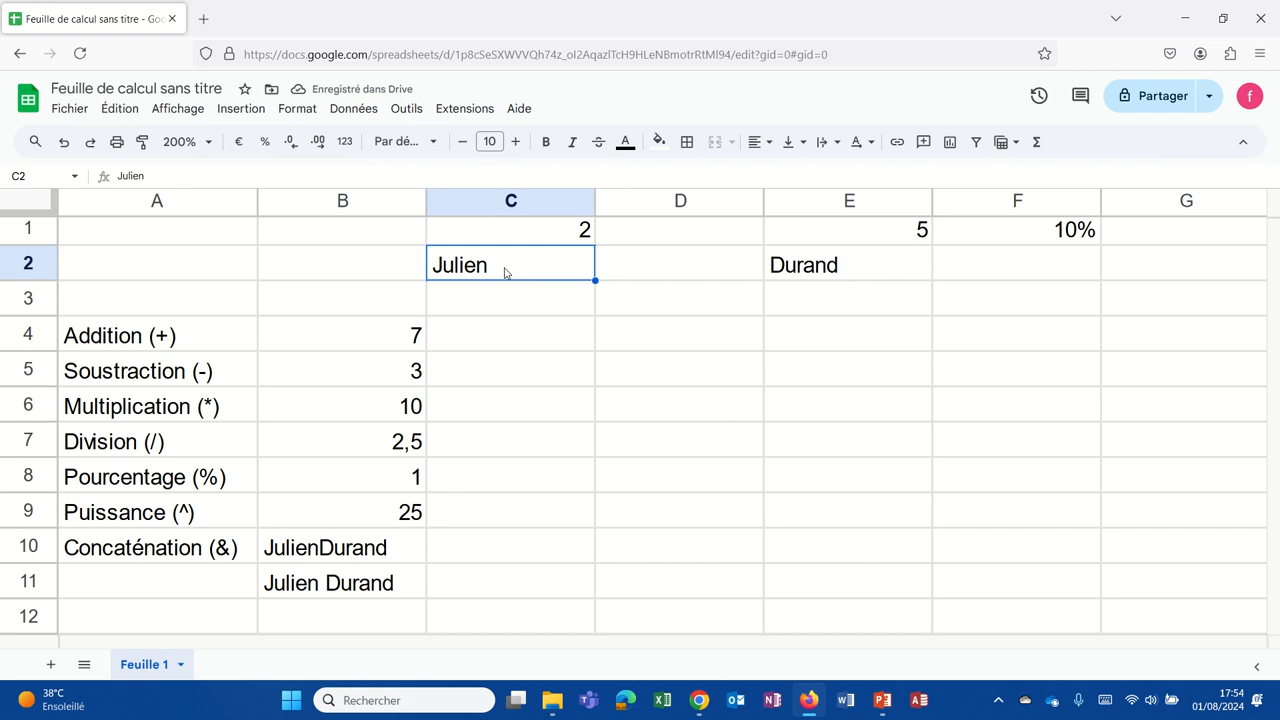 Feuille de calcul sans titre - Goo
https://docs.google.com/spreadsheets/d/1p8cSeSXWVVQh74z_oI2AqazlTcH9HLeNBmotrRtMl94/edit?gid=0#gid=0
Feuille de calcul sans titre
Enregistré dans Drive
Fichier Édition Affichage Insertion Format Données Outils Extensions Aide
Partager
f
200% € % .0 .00 123 Par dé... 10 B I S A
C2 fx Julien
A B C D E F G
1 2 5 10%
2 Julien Durand
3
4 Addition (+) 7
5 Soustraction (-) 3
6 Multiplication (*) 10
7 Division (/) 2,5
8 Pourcentage (%) 1
9 Puissance (^) 25
10 Concaténation (&) JulienDurand
11 Julien Durand
12
Feuille 1
38°C
Ensoleillé
Rechercher
17:54
01/08/2024